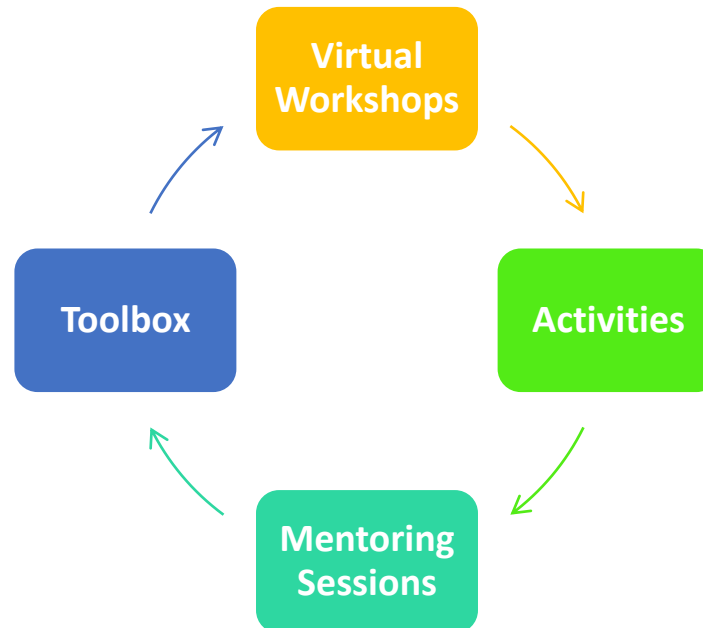 Virtual
Workshops
Toolbox
Activities
Mentoring
Sessions